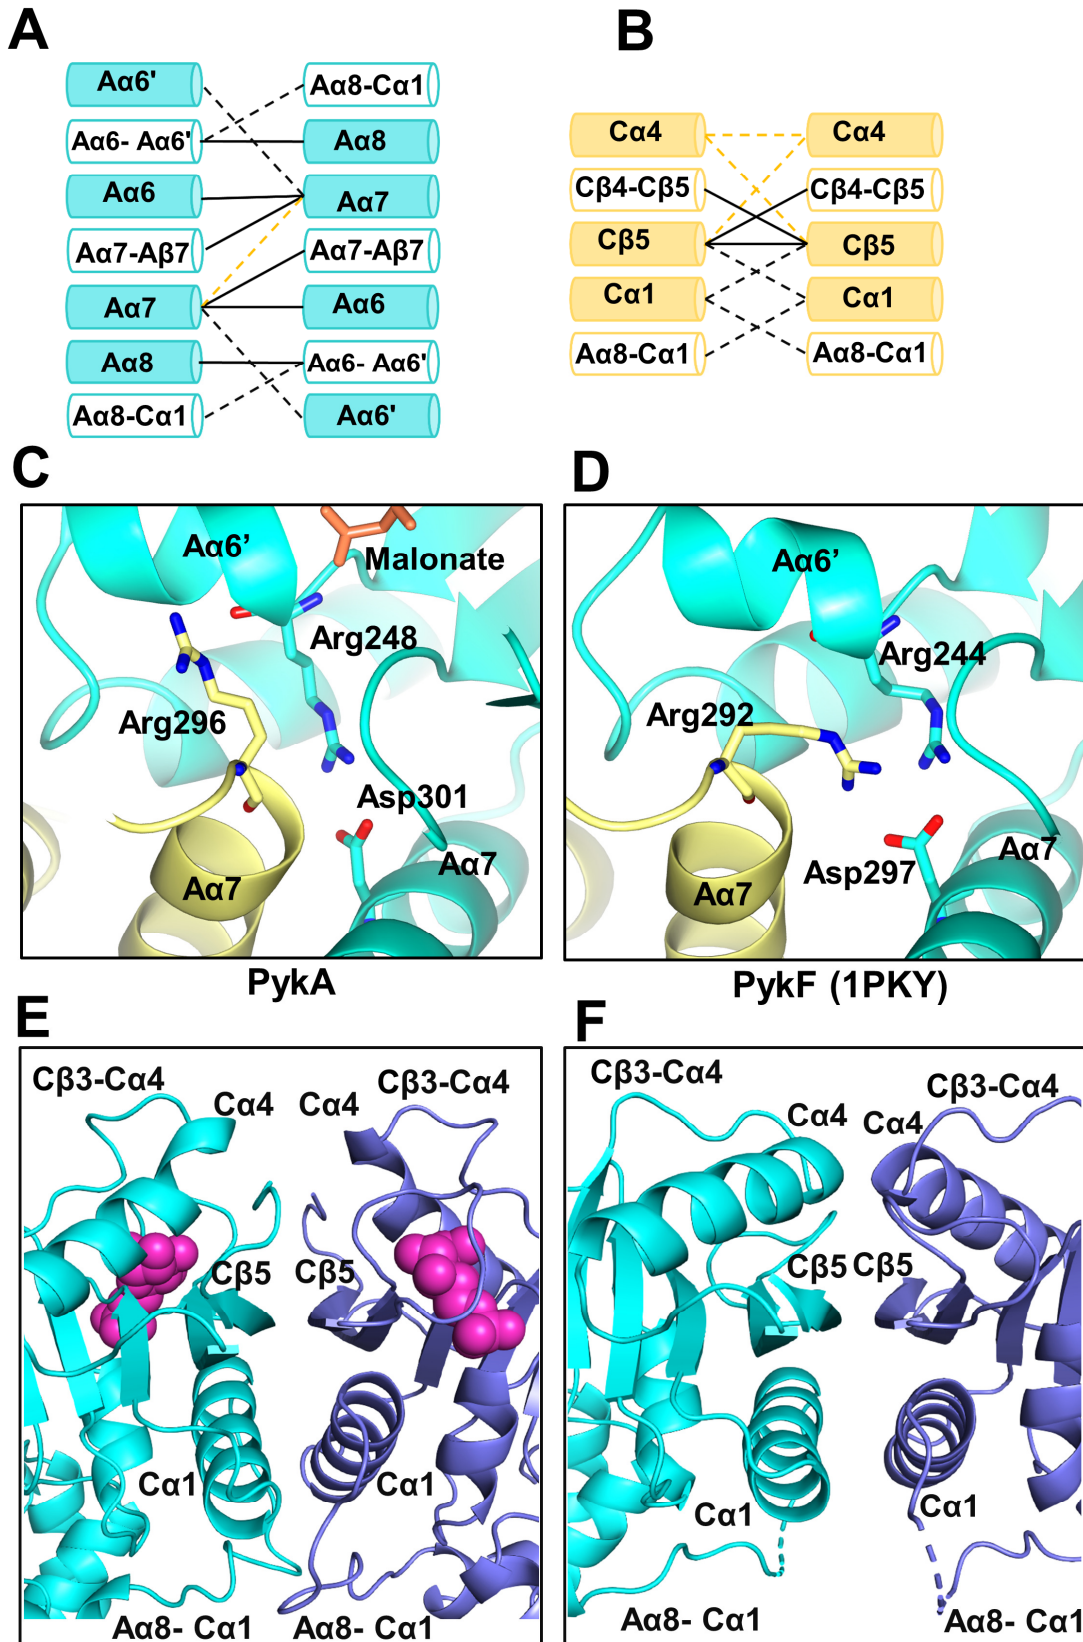 A
B
Aα6' Aα8-Cα1
Aα6- Aα6' Aα8
Aα6 Aα7
Aα7-Aβ7 Aα7-Aβ7
Aα7 Aα6
Aα8 Aα6- Aα6'
Aα8-Cα1 Aα6'
Cα4 Cα4
Cβ4-Cβ5 Cβ4-Cβ5
Cβ5 Cβ5
Cα1 Cα1
Aα8-Cα1 Aα8-Cα1
C
Aα6’
Malonate
Arg248
Arg296
Asp301
Aα7
Aα7
PykA
D
Aα6’
Arg244
Arg292
Asp297
Aα7
Aα7
PykF (1PKY)
E
Cβ3-Cα4 Cβ3-Cα4
Cα4 Cα4
Cβ5 Cβ5
Cα1 Cα1
Aα8- Cα1 Aα8- Cα1
F
Cβ3-Cα4 Cβ3-Cα4
Cα4 Cα4
Cβ5 Cβ5
Cα1 Cα1
Aα8- Cα1 Aα8- Cα1